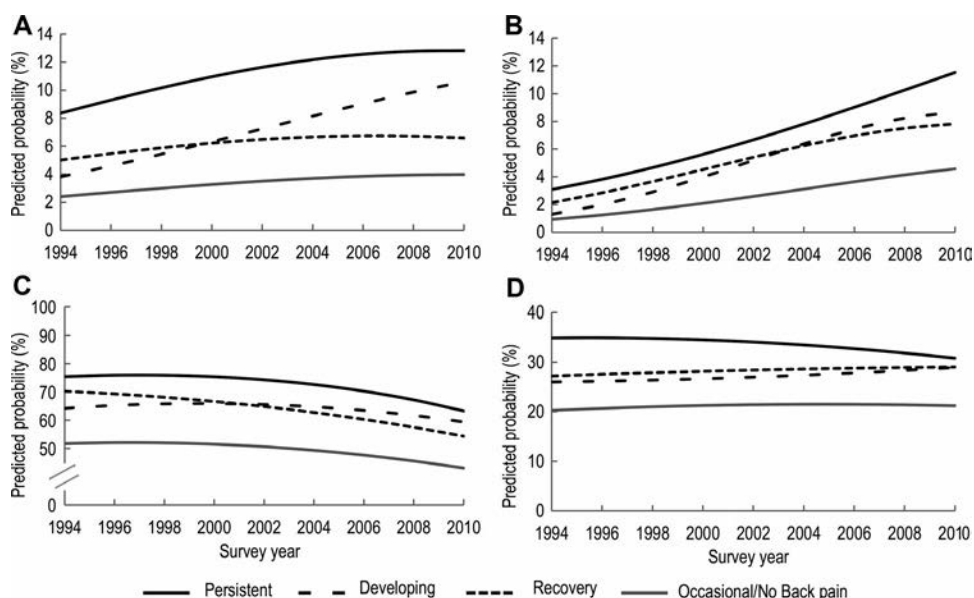 A
B
Predicted probability (%)
14
12
10
8
6
4
2
0
1994 1996 1998 2000 2002 2004 2006 2008 2010
Predicted probability (%)
14
12
10
8
6
4
2
0
1994 1996 1998 2000 2002 2004 2006 2008 2010
C
D
Predicted probability (%)
100
90
80
70
60
50
0
1994 1996 1998 2000 2002 2004 2006 2008 2010
Survey year
Predicted probability (%)
40
30
20
10
0
1994 1996 1998 2000 2002 2004 2006 2008 2010
Survey year
Persistent Developing Recovery Occasional/No Back pain